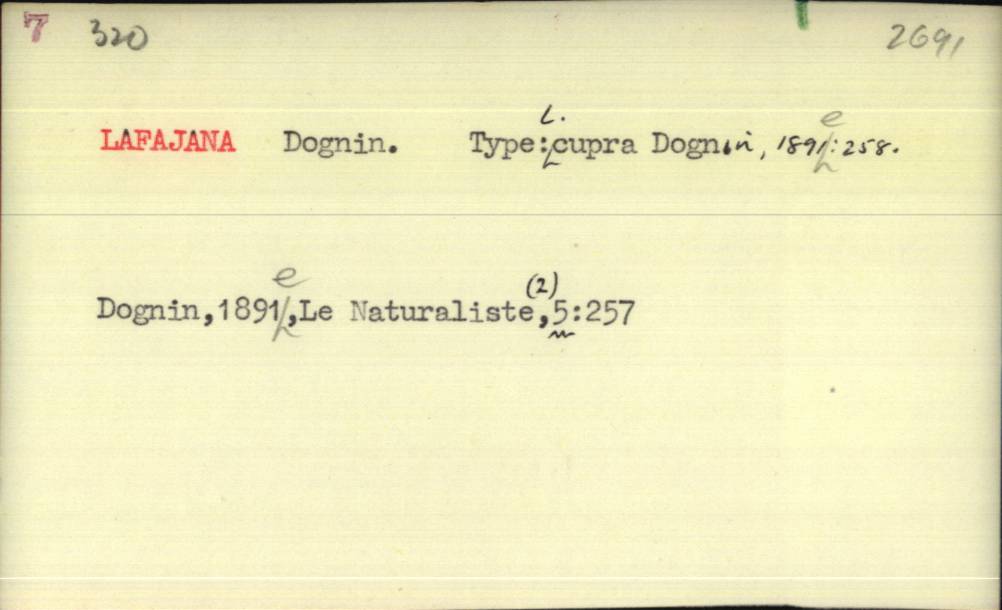 7 320 2691
LAFAJANA Dognin. Type: L. cupra Dognin, 1891e:258.
Dognin,1891e,Le Naturaliste,(2)5:257